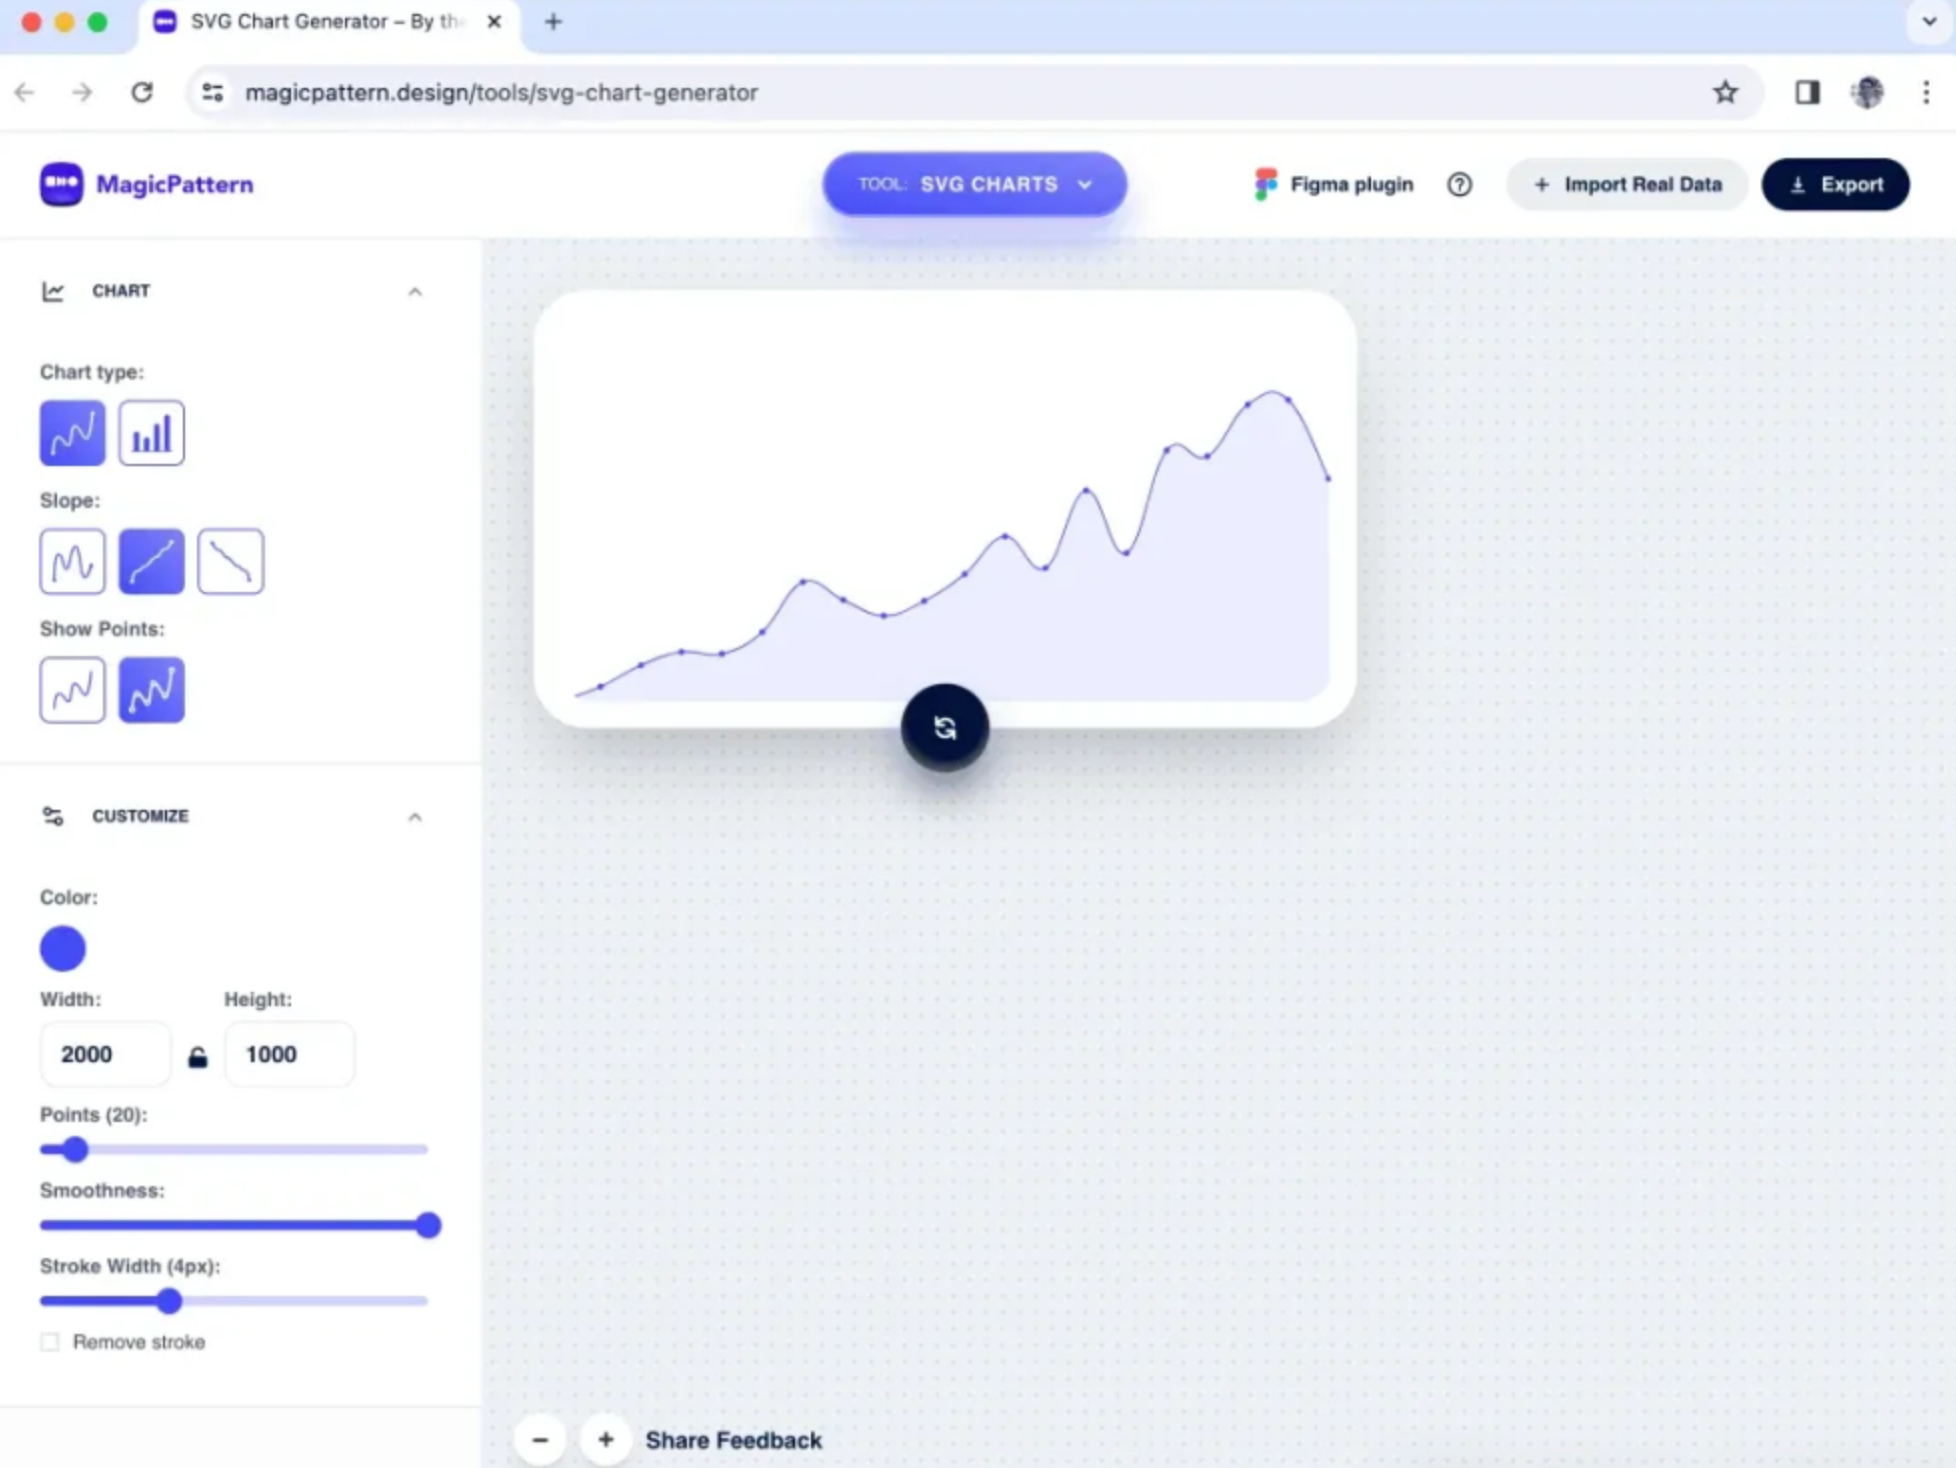 SVG Chart Generator – By the
magicpattern.design/tools/svg-chart-generator
MagicPattern
TOOL: SVG CHARTS
Figma plugin
Import Real Data
Export
CHART
Chart type:
Slope:
Show Points:
CUSTOMIZE
Color:
Width: Height:
2000 1000
Points (20):
Smoothness:
Stroke Width (4px):
Remove stroke
Share Feedback